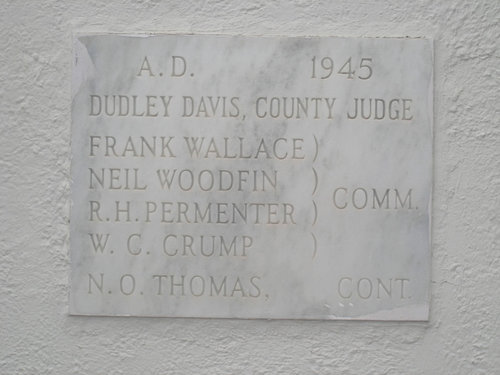 A.D. 1945
DUDLEY DAVIS, COUNTY JUDGE
FRANK WALLACE )
NEIL WOODFIN )
R.H. PERMENTER ) COMM.
W. C. CRUMP )
N. O. THOMAS, CONT.